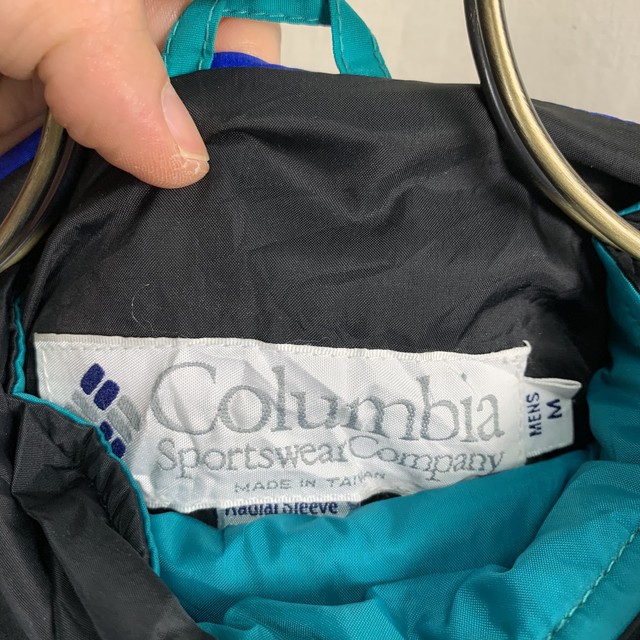 Columbia
Sportswear Company
MADE IN TAIWAN
Radial Sleeve
MENS
M